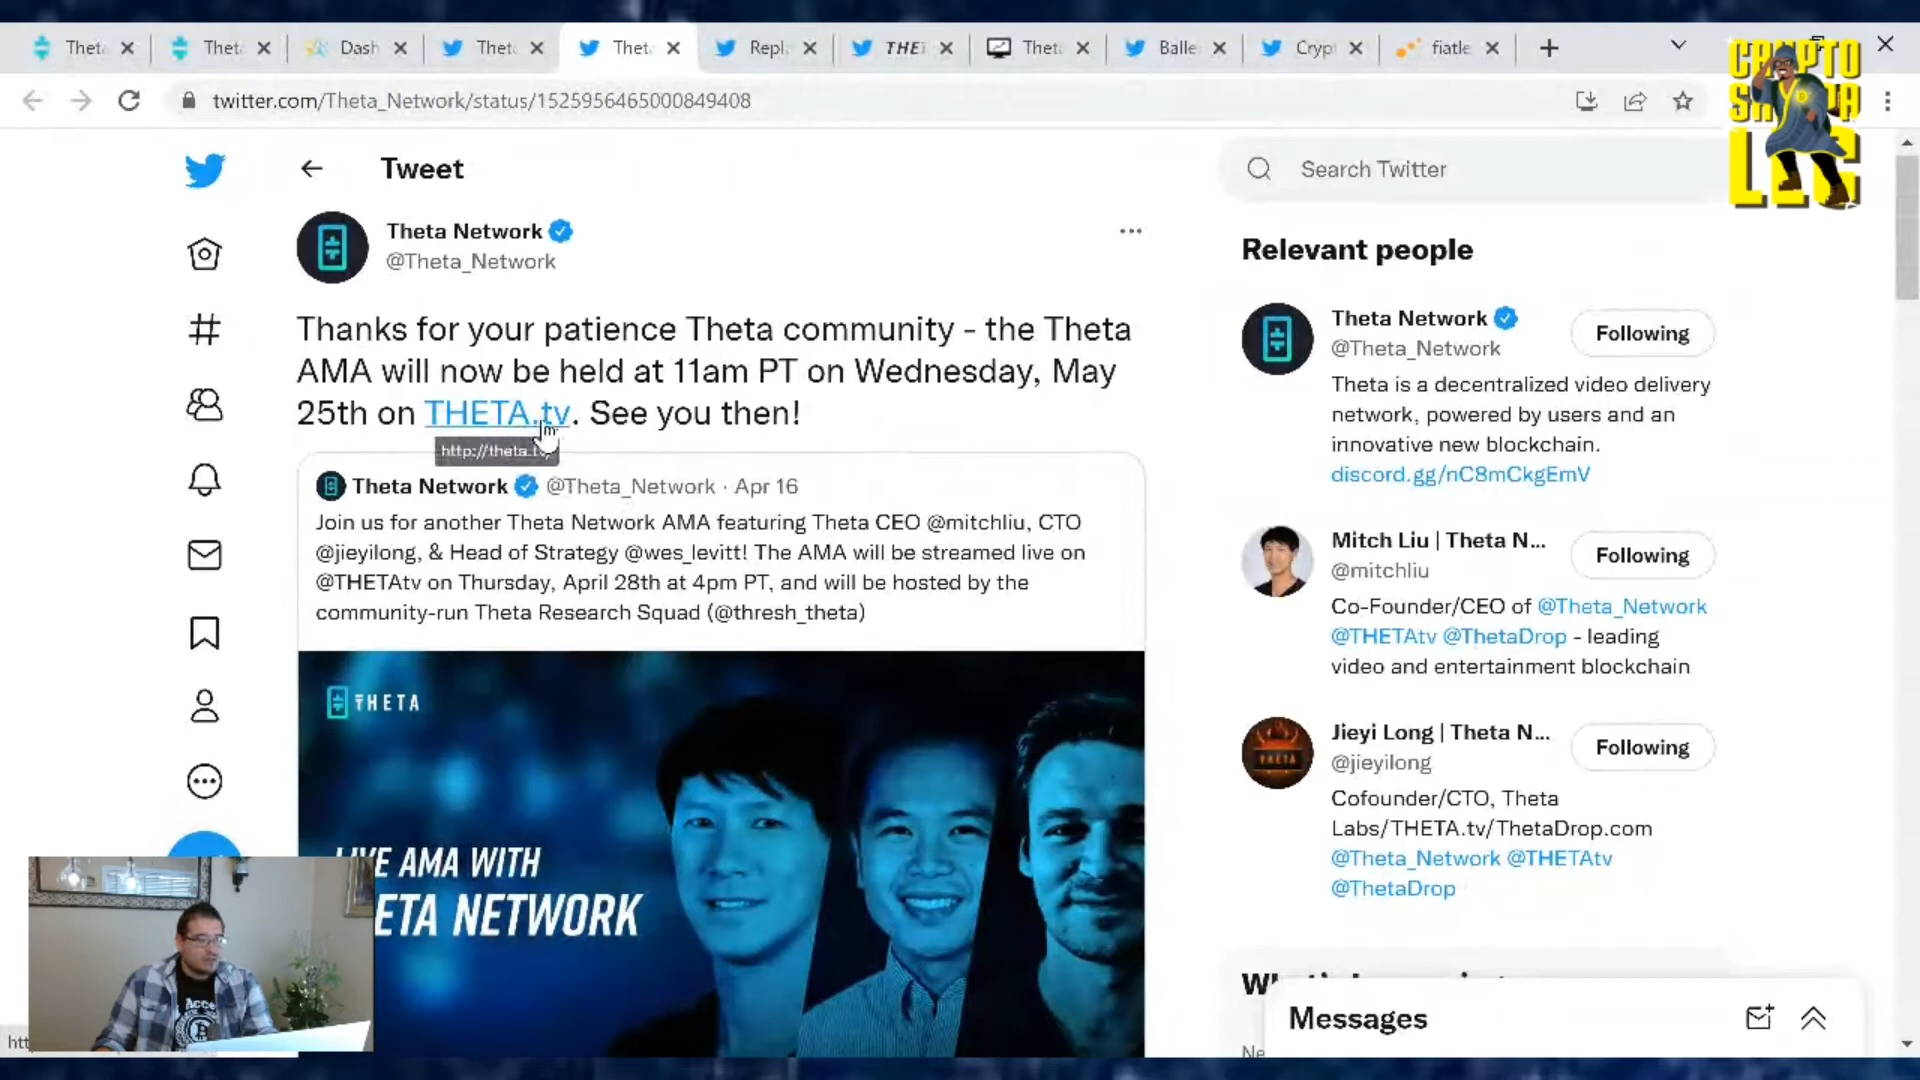 Thet
Thet
Dash
Thet
Thet
Repl
THE
Thet
Balle
Cryp
fiatle
twitter.com/Theta_Network/status/1525956465000849408
CRYPTO
LLC
Tweet
Search Twitter
Theta Network
@Theta_Network
Thanks for your patience Theta community - the Theta
AMA will now be held at 11am PT on Wednesday, May
25th on THETA.tv. See you then!
http://theta.t
Theta Network @Theta_Network · Apr 16
Join us for another Theta Network AMA featuring Theta CEO @mitchliu, CTO
@jieyilong, & Head of Strategy @wes_levitt! The AMA will be streamed live on
@THETAtv on Thursday, April 28th at 4pm PT, and will be hosted by the
community-run Theta Research Squad (@thresh_theta)
THETA
LIVE AMA WITH
ETA NETWORK
Relevant people
Theta Network
@Theta_Network
Following
Theta is a decentralized video delivery
network, powered by users and an
innovative new blockchain.
discord.gg/nC8mCkgEmV
Mitch Liu | Theta N...
@mitchliu
Following
Co-Founder/CEO of @Theta_Network
@THETAtv @ThetaDrop - leading
video and entertainment blockchain
Jieyi Long | Theta N...
@jieyilong
Following
Cofounder/CTO, Theta
Labs/THETA.tv/ThetaDrop.com
@Theta_Network @THETAtv
@ThetaDrop
Messages
Acce
htt